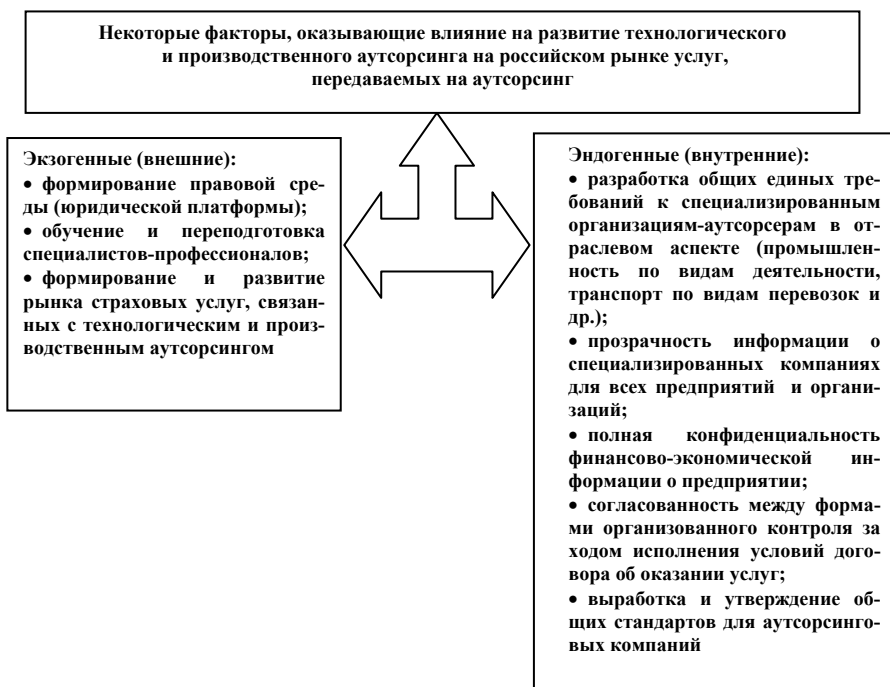 Некоторые факторы, оказывающие влияние на развитие технологического
и производственного аутсорсинга на российском рынке услуг,
передаваемых на аутсорсинг
Экзогенные (внешние):
• формирование правовой сре-
ды (юридической платформы);
• обучение и переподготовка
специалистов-профессионалов;
• формирование и развитие
рынка страховых услуг, связан-
ных с технологическим и произ-
водственным аутсорсингом
Эндогенные (внутренние):
• разработка общих единых тре-
бований к специализированным
организациям-аутсорсерам в от-
раслевом аспекте (промышлен-
ность по видам деятельности,
транспорт по видам перевозок и
др.);
• прозрачность информации о
специализированных компаниях
для всех предприятий и органи-
заций;
• полная конфиденциальность
финансово-экономической ин-
формации о предприятии;
• согласованность между форма-
ми организованного контроля за
ходом исполнения условий дого-
вора об оказании услуг;
• выработка и утверждение об-
щих стандартов для аутсорсинго-
вых компаний